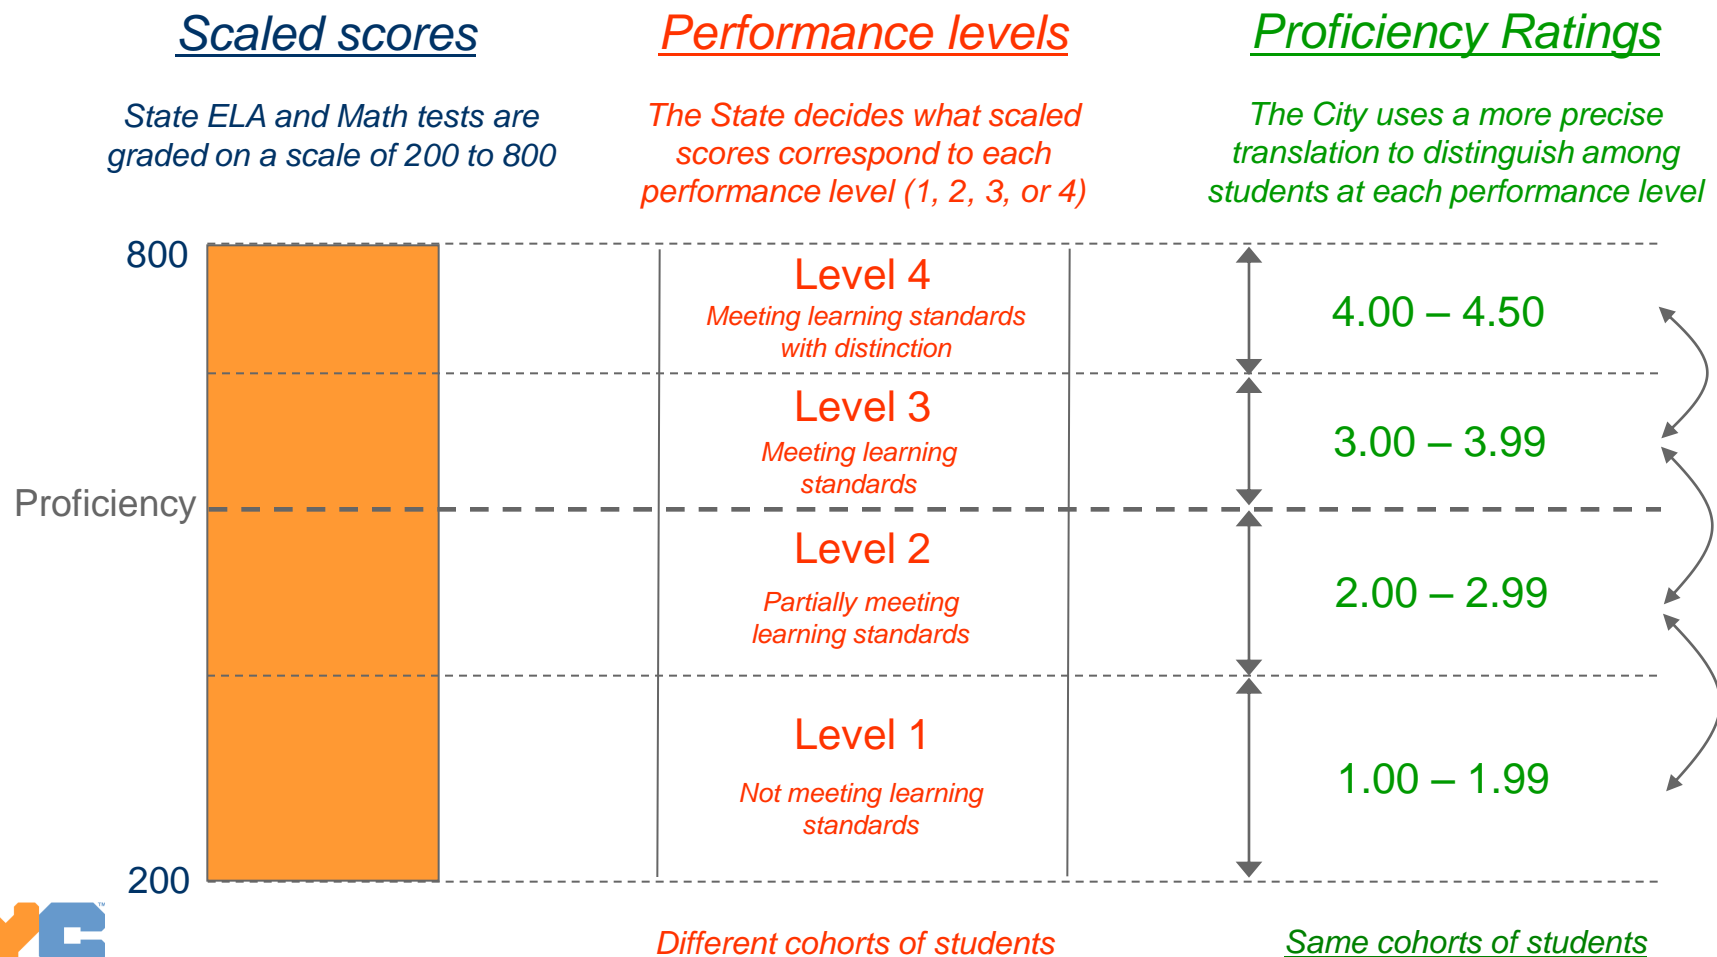 Scaled scores
Performance levels
Proficiency Ratings
State ELA and Math tests are
graded on a scale of 200 to 800
The State decides what scaled
scores correspond to each
performance level (1, 2, 3, or 4)
The City uses a more precise
translation to distinguish among
students at each performance level
800
Level 4
Meeting learning standards
with distinction
4.00 – 4.50
Level 3
Meeting learning
standards
3.00 – 3.99
Proficiency
Level 2
Partially meeting
learning standards
2.00 – 2.99
Level 1
Not meeting learning
standards
1.00 – 1.99
200
Different cohorts of students
Same cohorts of students